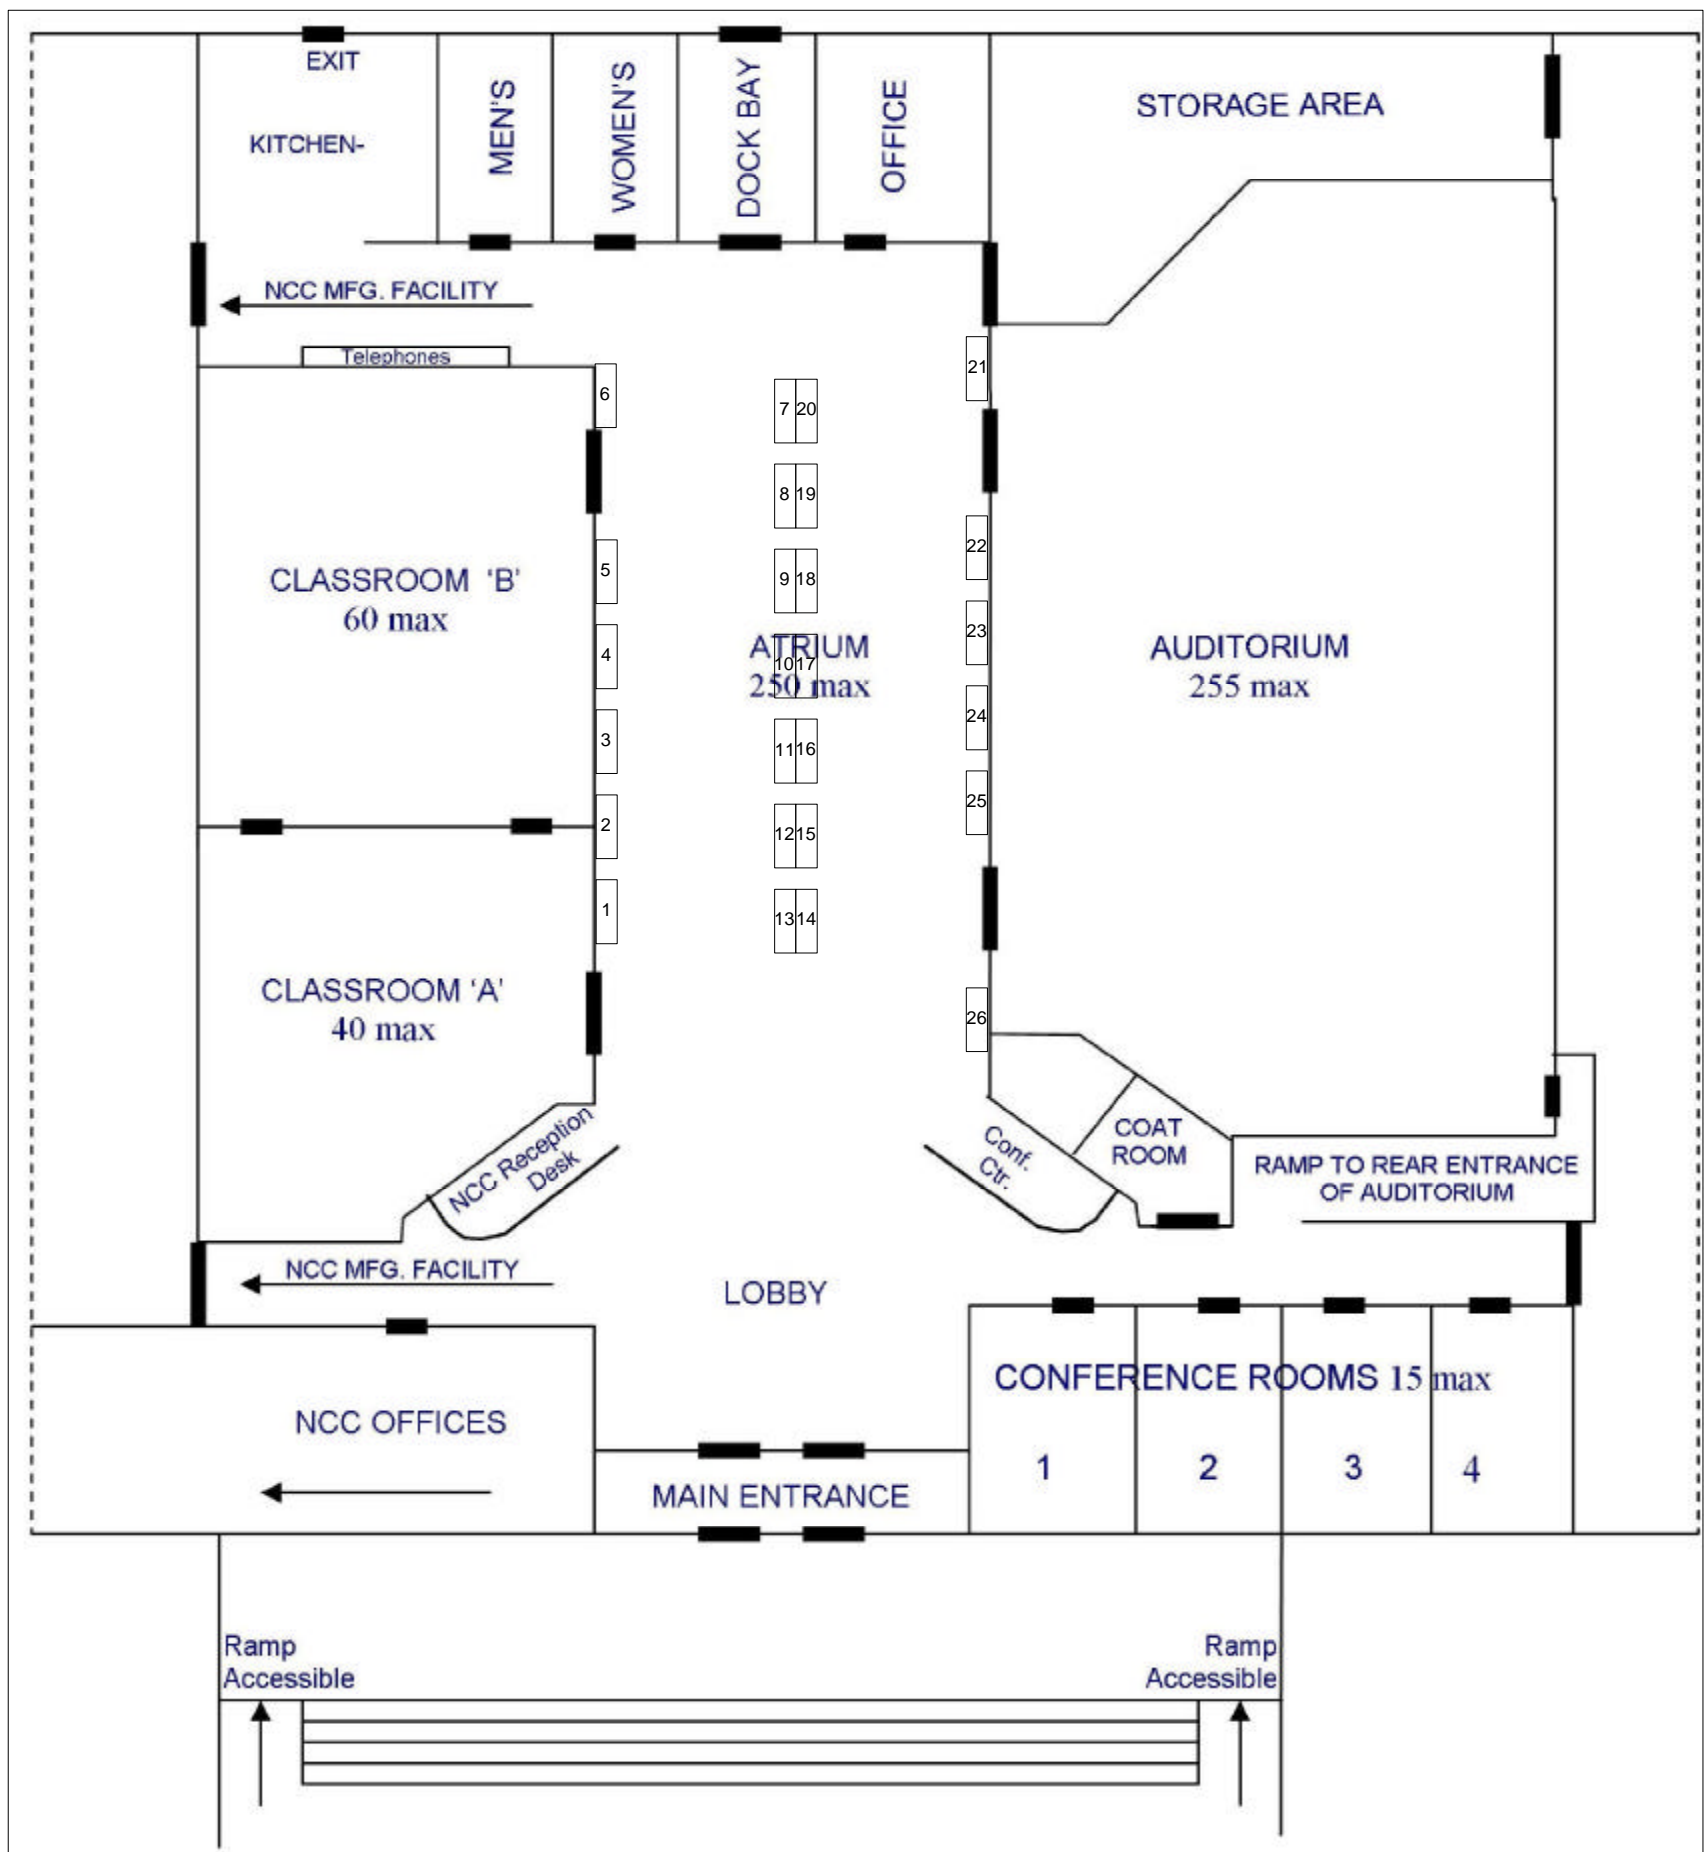 EXIT
KITCHEN-
MEN'S
WOMEN'S
DOCK BAY
OFFICE
STORAGE AREA
NCC MFG. FACILITY
Telephones
6
7 20
21
8 19
CLASSROOM 'B'
60 max
5
9 18
22
4
ATRIUM
250 max
10 17
23
AUDITORIUM
255 max
3
11 16
24
2
12 15
25
1
13 14
CLASSROOM 'A'
40 max
26
NCC Reception
Desk
Conf.
Ctr.
COAT
ROOM
RAMP TO REAR ENTRANCE
OF AUDITORIUM
NCC MFG. FACILITY
LOBBY
CONFERENCE ROOMS 15 max
NCC OFFICES
1
2
3
4
MAIN ENTRANCE
Ramp
Accessible
Ramp
Accessible